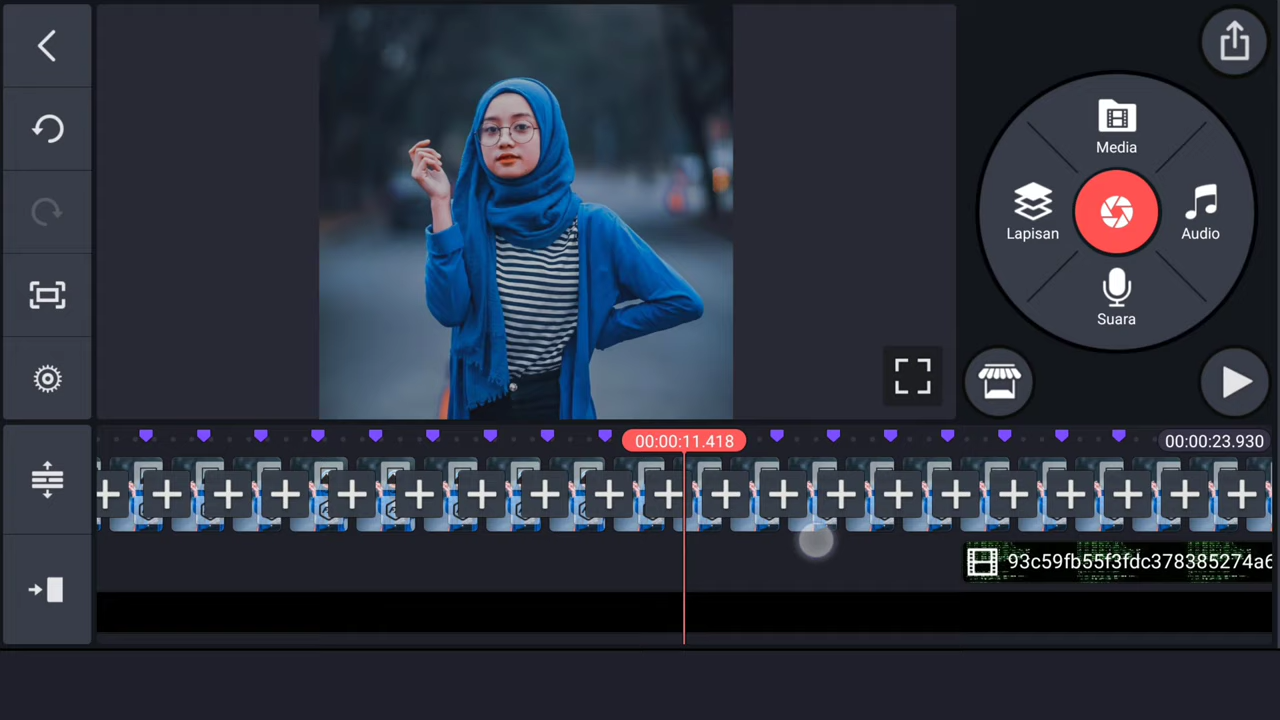 Media
Lapisan
Audio
Suara
00:00:11.418
00:00:23.930
93c59fb55f3fdc378385274a6